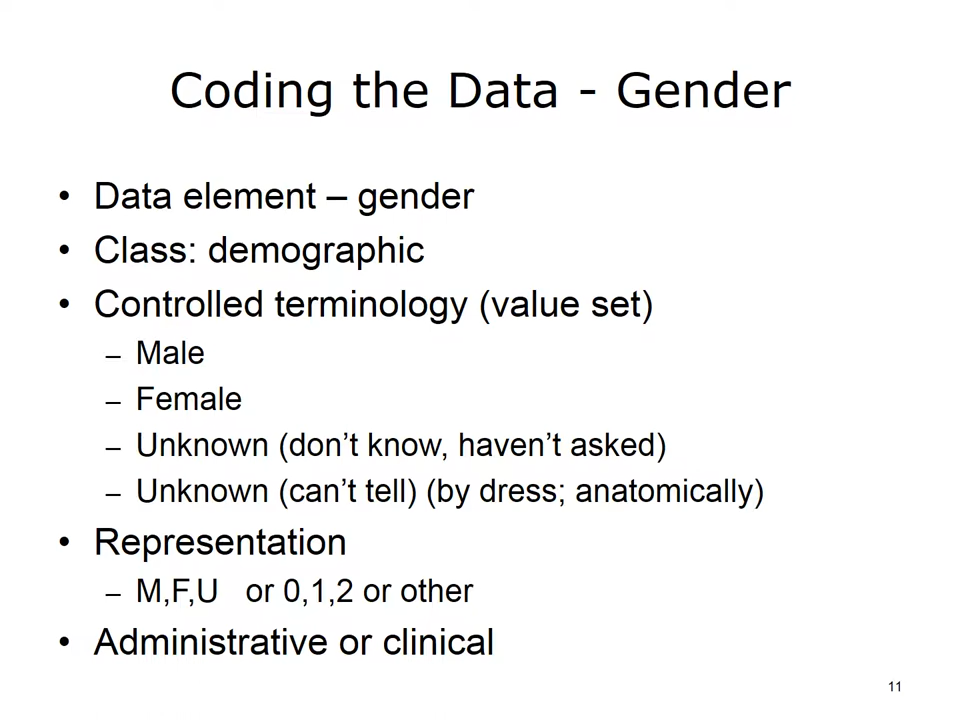 Coding the Data - Gender
• Data element – gender
• Class: demographic
• Controlled terminology (value set)
– Male
– Female
– Unknown (don’t know, haven’t asked)
– Unknown (can’t tell) (by dress; anatomically)
• Representation
– M,F,U or 0,1,2 or other
• Administrative or clinical
11